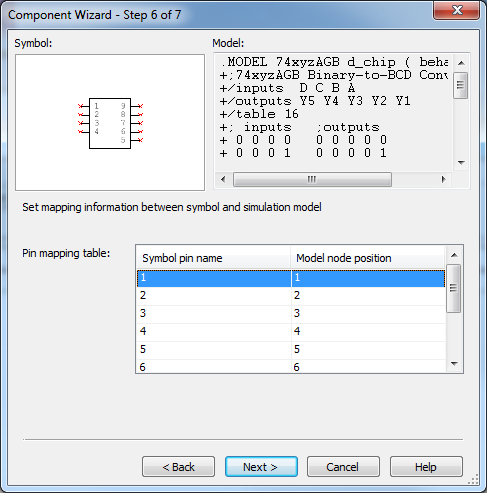 Component Wizard - Step 6 of 7
Symbol:
Model:
1 9
2 8
3 7
4 6
5
.MODEL 74xyzAGB d_chip ( beha
+;74xyzAGB Binary-to-BCD Conv
+/inputs D C B A
+/outputs Y5 Y4 Y3 Y2 Y1
+/table 16
+; inputs ;outputs
+ 0 0 0 0 0 0 0 0 0
+ 0 0 0 1 0 0 0 0 1
Set mapping information between symbol and simulation model
Pin mapping table:
Symbol pin name Model node position
1 1
2 2
3 3
4 4
5 5
6 6
< Back Next > Cancel Help